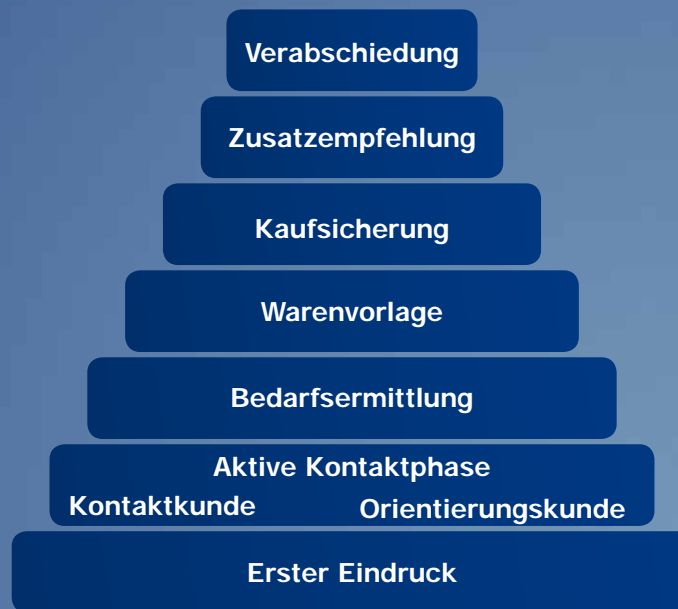 Verabschiedung
Zusatzempfehlung
Kaufsicherung
Warenvorlage
Bedarfsermittlung
Aktive Kontaktphase
Kontaktkunde Orientierungskunde
Erster Eindruck